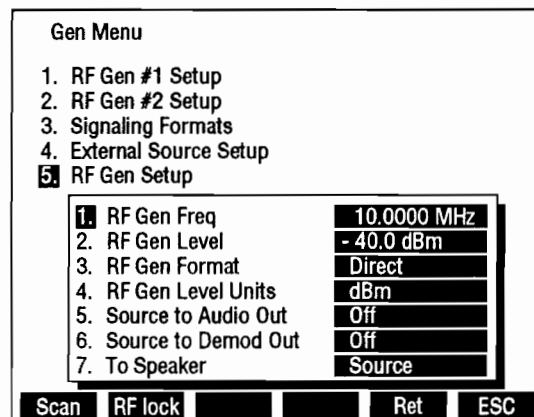 Gen Menu
1. RF Gen #1 Setup
2. RF Gen #2 Setup
3. Signaling Formats
4. External Source Setup
5. RF Gen Setup
1. RF Gen Freq 10.0000 MHz
2. RF Gen Level - 40.0 dBm
3. RF Gen Format Direct
4. RF Gen Level Units dBm
5. Source to Audio Out Off
6. Source to Demod Out Off
7. To Speaker Source
Scan RF lock Ret ESC